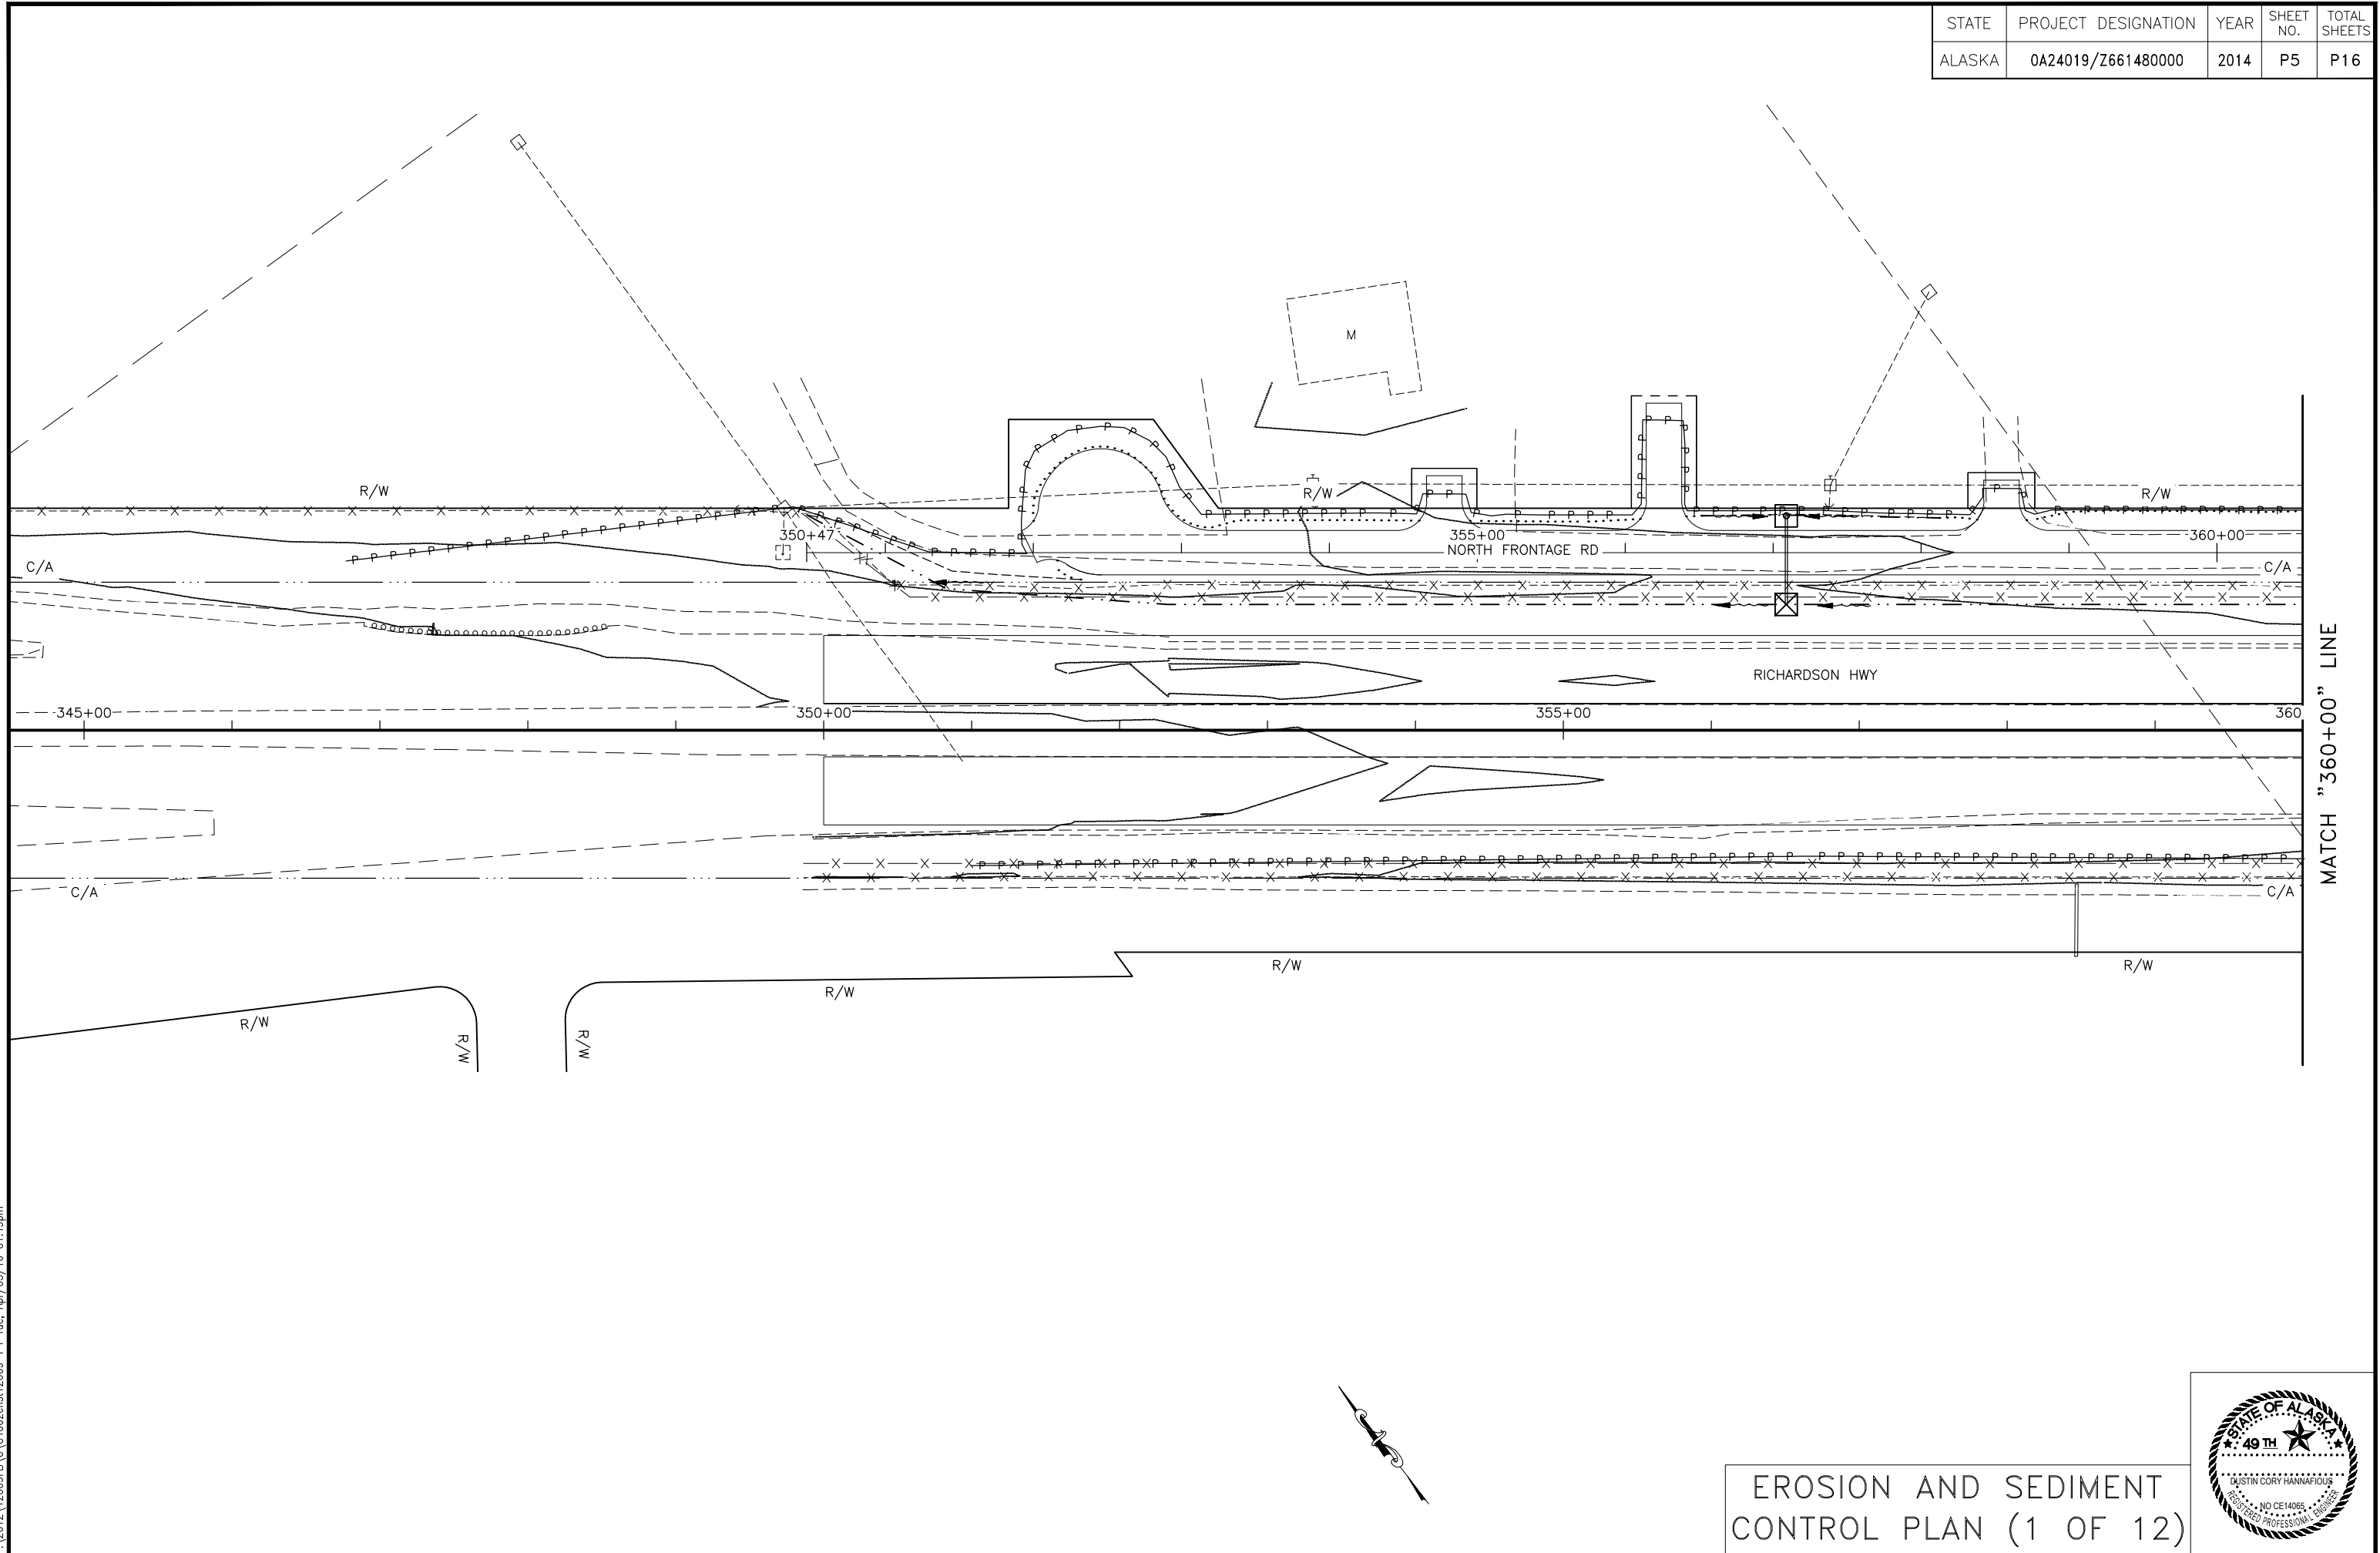 STATE PROJECT DESIGNATION YEAR SHEET NO. TOTAL SHEETS
ALASKA 0A24019/Z661480000 2014 P5 P16
M
R/W
R/W
R/W
350+47
355+00
360+00
NORTH FRONTAGE RD
C/A
C/A
RICHARDSON HWY
345+00
350+00
355+00
360
MATCH "360+00" LINE
C/A
C/A
R/W
R/W
R/W
R/W
R/W
R/W
EROSION AND SEDIMENT
CONTROL PLAN (1 OF 12)
STATE OF ALASKA
49 TH
DUSTIN CORY HANNAFIOUS
NO CE14065
REGISTERED PROFESSIONAL ENGINEER